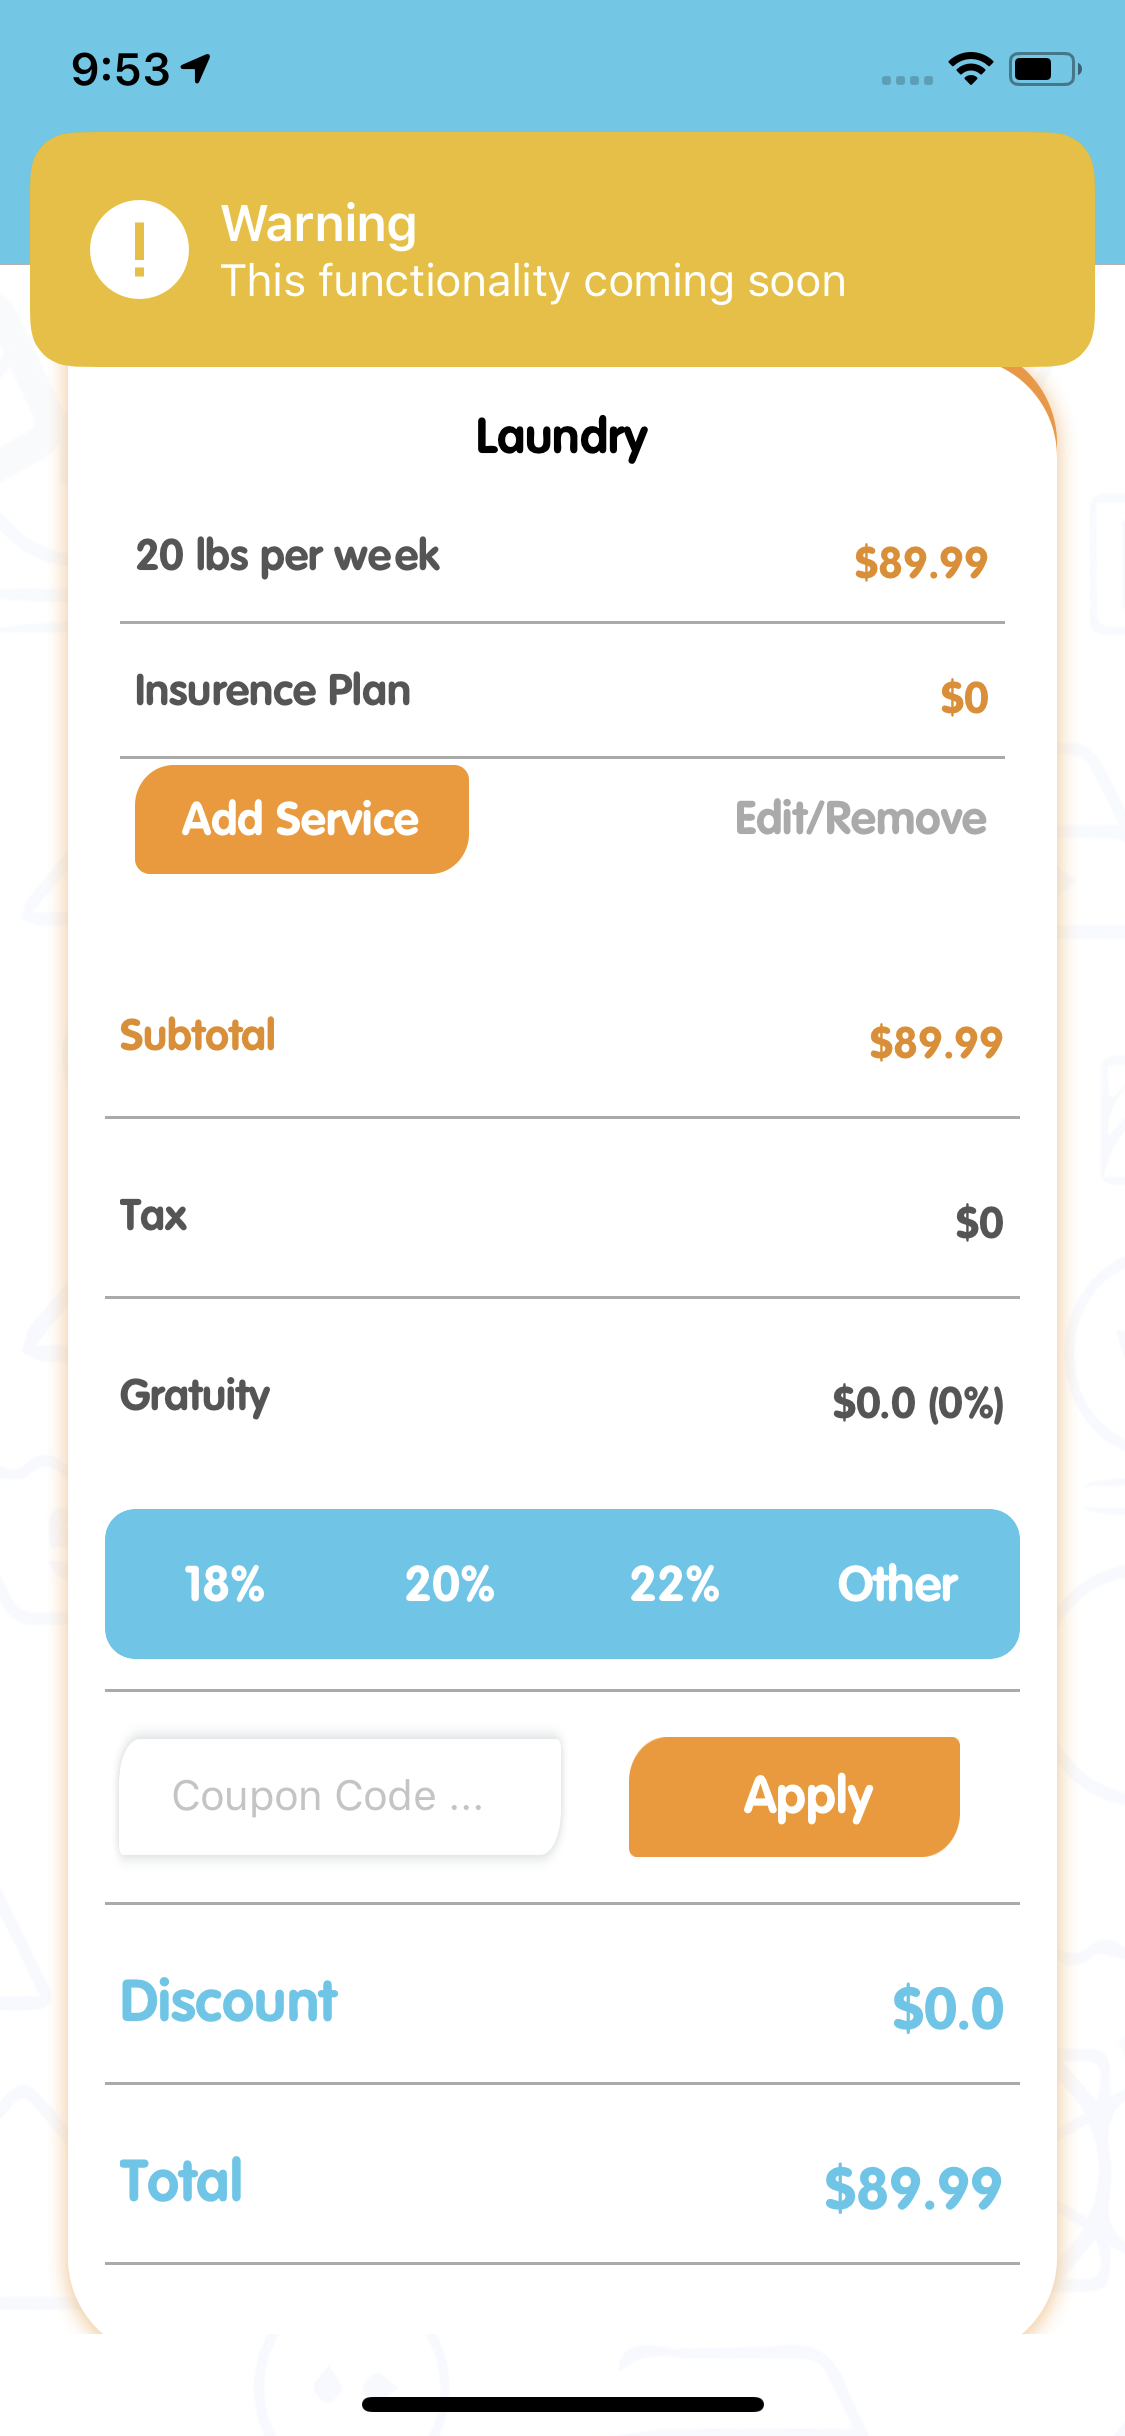 9:53
Warning
This functionality coming soon
Laundry
20 lbs per week $89.99
Insurence Plan $0
Add Service Edit/Remove
Subtotal $89.99
Tax $0
Gratuity $0.0 (0%)
18% 20% 22% Other
Coupon Code ... Apply
Discount $0.0
Total $89.99